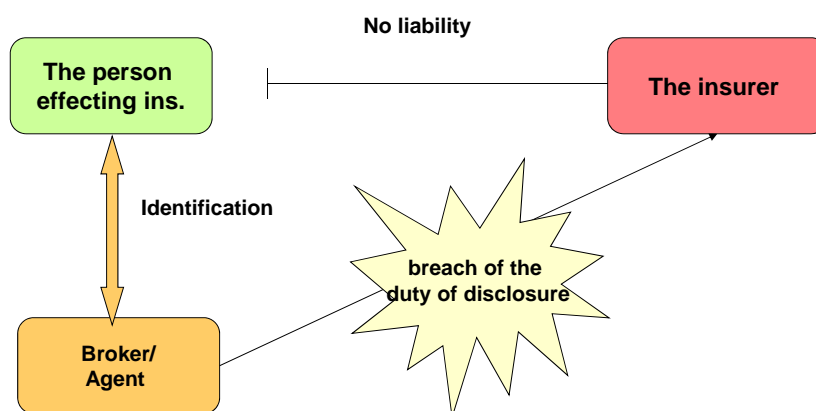 No liability
The person
effecting ins.
The insurer
Identification
breach of the
duty of disclosure
Broker/
Agent